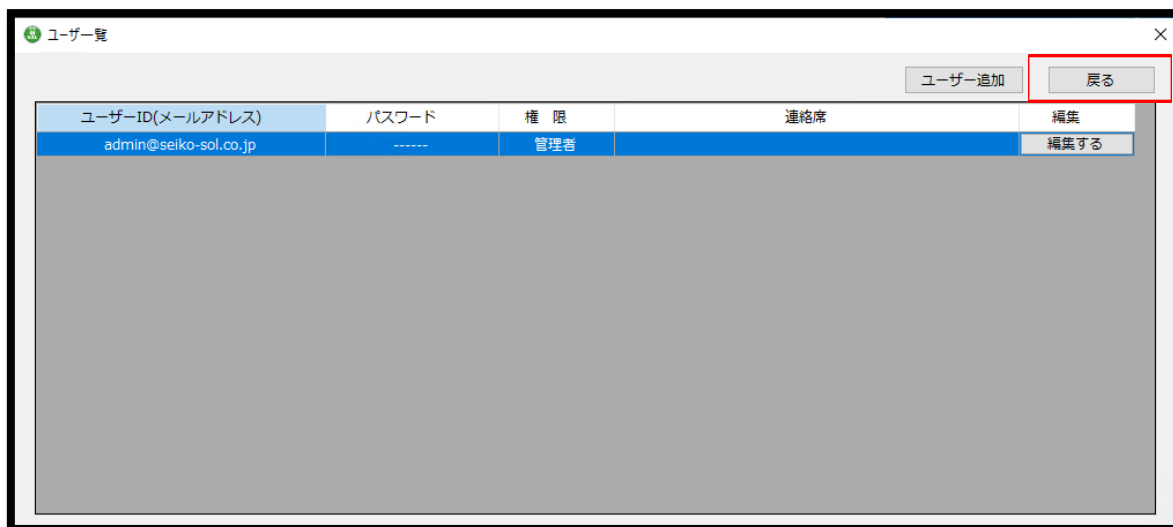 ユーザー覧
ユーザー追加 戻る
ユーザーID(メールアドレス) パスワード 権 限 連絡席 編集
admin@seiko-sol.co.jp ------ 管理者 編集する